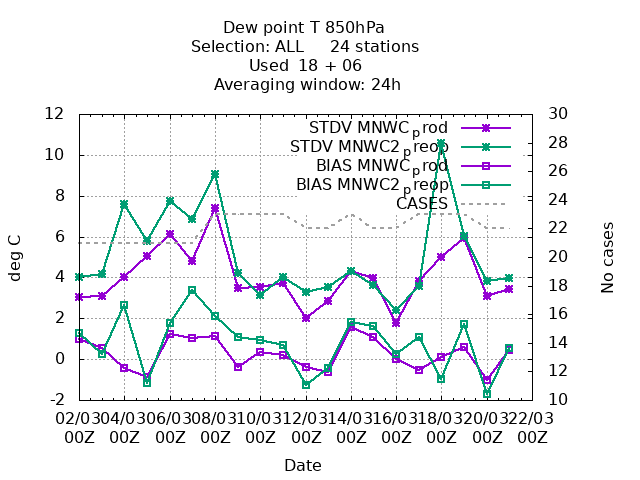 Dew point T 850hPa
Selection: ALL 24 stations
Used 18 + 06
Averaging window: 24h
STDV MNWC_prod
STDV MNWC2_preop
BIAS MNWC_prod
BIAS MNWC2_preop
CASES
deg C
12
10
8
6
4
2
0
-2
No cases
30
28
26
24
22
20
18
16
14
12
10
02/03 04/03 06/03 08/03 10/03 12/03 14/03 16/03 18/03 20/03 22/03
00Z 00Z 00Z 00Z 00Z 00Z 00Z 00Z 00Z 00Z 00Z
Date